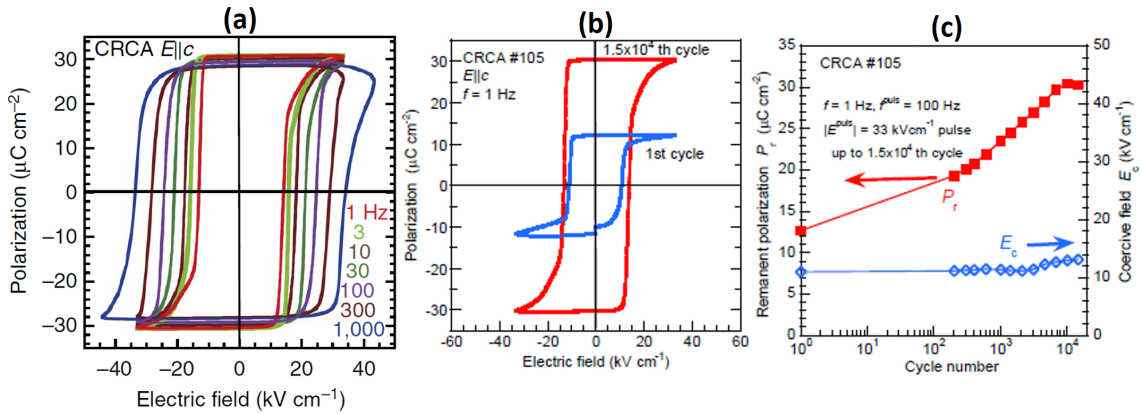 (a)
CRCA E||c
Polarization (μC cm⁻²)
30
20
10
0
−10
−20
−30
1 Hz
3
10
30
100
300
1,000
−40
−20
0
20
40
Electric field (kV cm⁻¹)
(b)
CRCA #105
E||c
f = 1 Hz
1.5x10⁴ th cycle
1st cycle
Polarization (μC cm⁻²)
40
30
20
10
0
-10
-20
-30
-40
-60
-40
-20
0
20
40
60
Electric field (kV cm⁻¹)
(c)
CRCA #105
f = 1 Hz, fᵖᵘˡˢ = 100 Hz
|Eᵖᵘˡˢ| = 33 kVcm⁻¹ pulse
up to 1.5x10⁴ th cycle
Pᵣ
E꜀
Remanent polarization Pᵣ (μC cm⁻²)
35
30
25
20
15
10
5
0
Coercive field E꜀ (kV cm⁻¹)
50
40
30
20
10
0
10⁰
10¹
10²
10³
10⁴
Cycle number